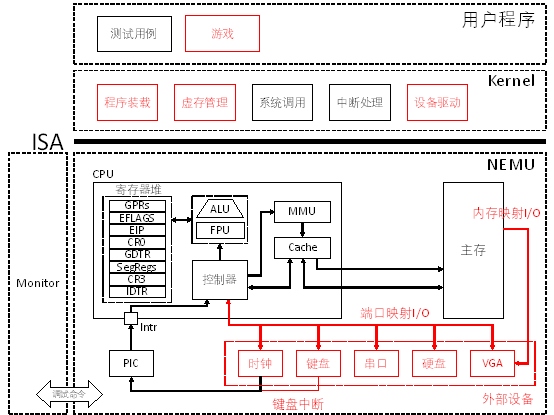 用户程序
测试用例
游戏
Kernel
程序装载
虚存管理
系统调用
中断处理
设备驱动
ISA
NEMU
CPU
寄存器堆
GPRs
EFLAGS
EIP
CR0
GDTR
SegRegs
CR3
IDTR
ALU
FPU
MMU
Cache
控制器
主存
内存映射I/O
Monitor
Intr
端口映射I/O
PIC
时钟
键盘
串口
硬盘
VGA
调试命令
键盘中断
外部设备